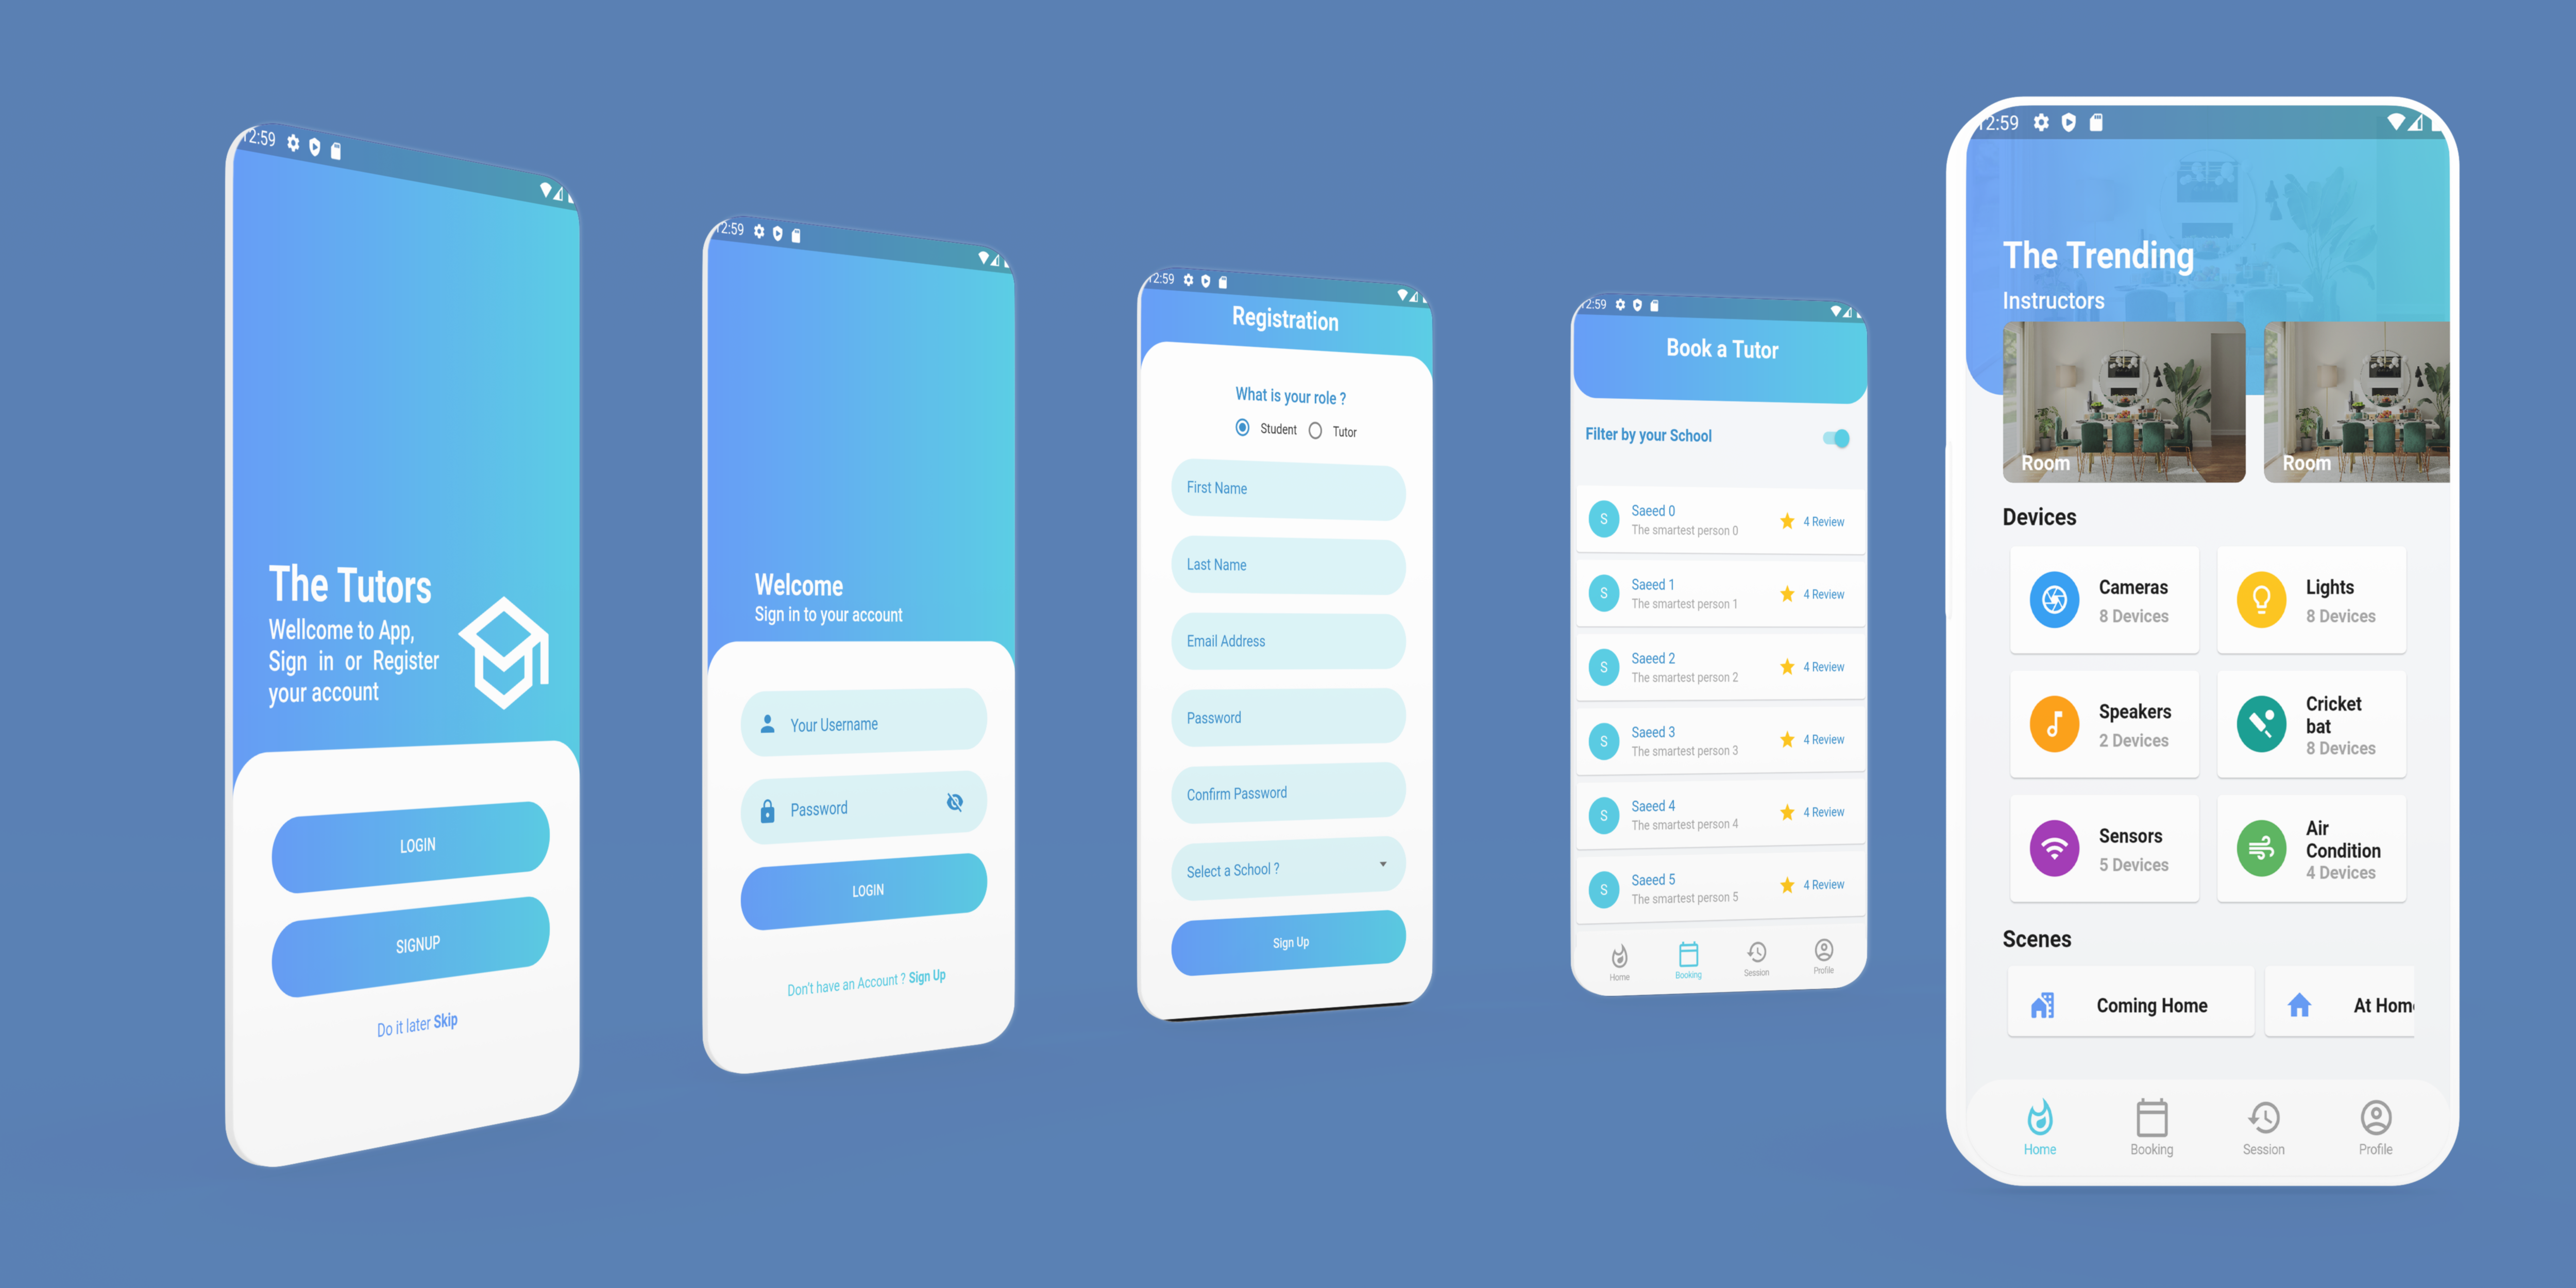 12:59
The Tutors
Wellcome to App,
Sign in or Register
your account
LOGIN
SIGNUP
Do it later Skip
12:59
Welcome
Sign in to your account
Your Username
Password
LOGIN
Don't have an Account ? Sign Up
12:59
Registration
What is your role ?
Student Tutor
First Name
Last Name
Email Address
Password
Confirm Password
Select a School ?
Sign Up
12:59
Book a Tutor
Filter by your School
S Saeed 0
The smartest person 0
4 Review
S Saeed 1
The smartest person 1
4 Review
S Saeed 2
The smartest person 2
4 Review
S Saeed 3
The smartest person 3
4 Review
S Saeed 4
The smartest person 4
4 Review
S Saeed 5
The smartest person 5
4 Review
Home Booking Session Profile
12:59
The Trending
Instructors
Room Room
Devices
Cameras
8 Devices
Lights
8 Devices
Speakers
2 Devices
Cricket
bat
8 Devices
Sensors
5 Devices
Air
Condition
4 Devices
Scenes
Coming Home
At Home
Home Booking Session Profile